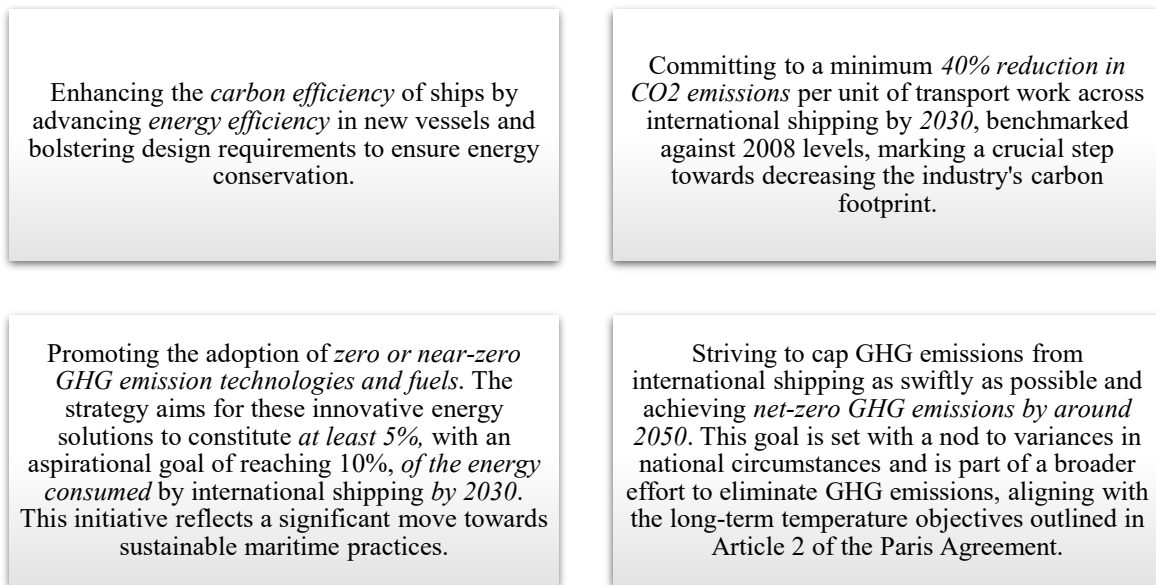 Enhancing the carbon efficiency of ships by
advancing energy efficiency in new vessels and
bolstering design requirements to ensure energy
conservation.
Committing to a minimum 40% reduction in
CO2 emissions per unit of transport work across
international shipping by 2030, benchmarked
against 2008 levels, marking a crucial step
towards decreasing the industry's carbon
footprint.
Promoting the adoption of zero or near-zero
GHG emission technologies and fuels. The
strategy aims for these innovative energy
solutions to constitute at least 5%, with an
aspirational goal of reaching 10%, of the energy
consumed by international shipping by 2030.
This initiative reflects a significant move towards
sustainable maritime practices.
Striving to cap GHG emissions from
international shipping as swiftly as possible and
achieving net-zero GHG emissions by around
2050. This goal is set with a nod to variances in
national circumstances and is part of a broader
effort to eliminate GHG emissions, aligning with
the long-term temperature objectives outlined in
Article 2 of the Paris Agreement.